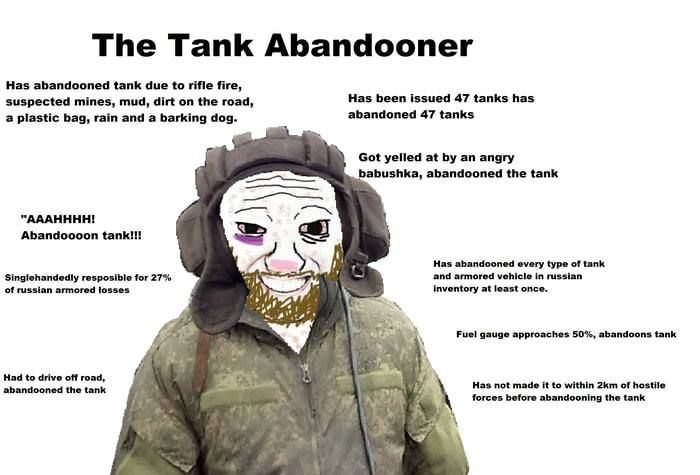 The Tank Abandooner
Has abandooned tank due to rifle fire,
suspected mines, mud, dirt on the road,
a plastic bag, rain and a barking dog.
Has been issued 47 tanks has
abandoned 47 tanks
Got yelled at by an angry
babushka, abandooned the tank
"AAAHHHH!
Abandoooon tank!!!
Singlehandedly resposible for 27%
of russian armored losses
Has abandooned every type of tank
and armored vehicle in russian
inventory at least once.
Fuel gauge approaches 50%, abandoons tank
Had to drive off road,
abandooned the tank
Has not made it to within 2km of hostile
forces before abandooning the tank